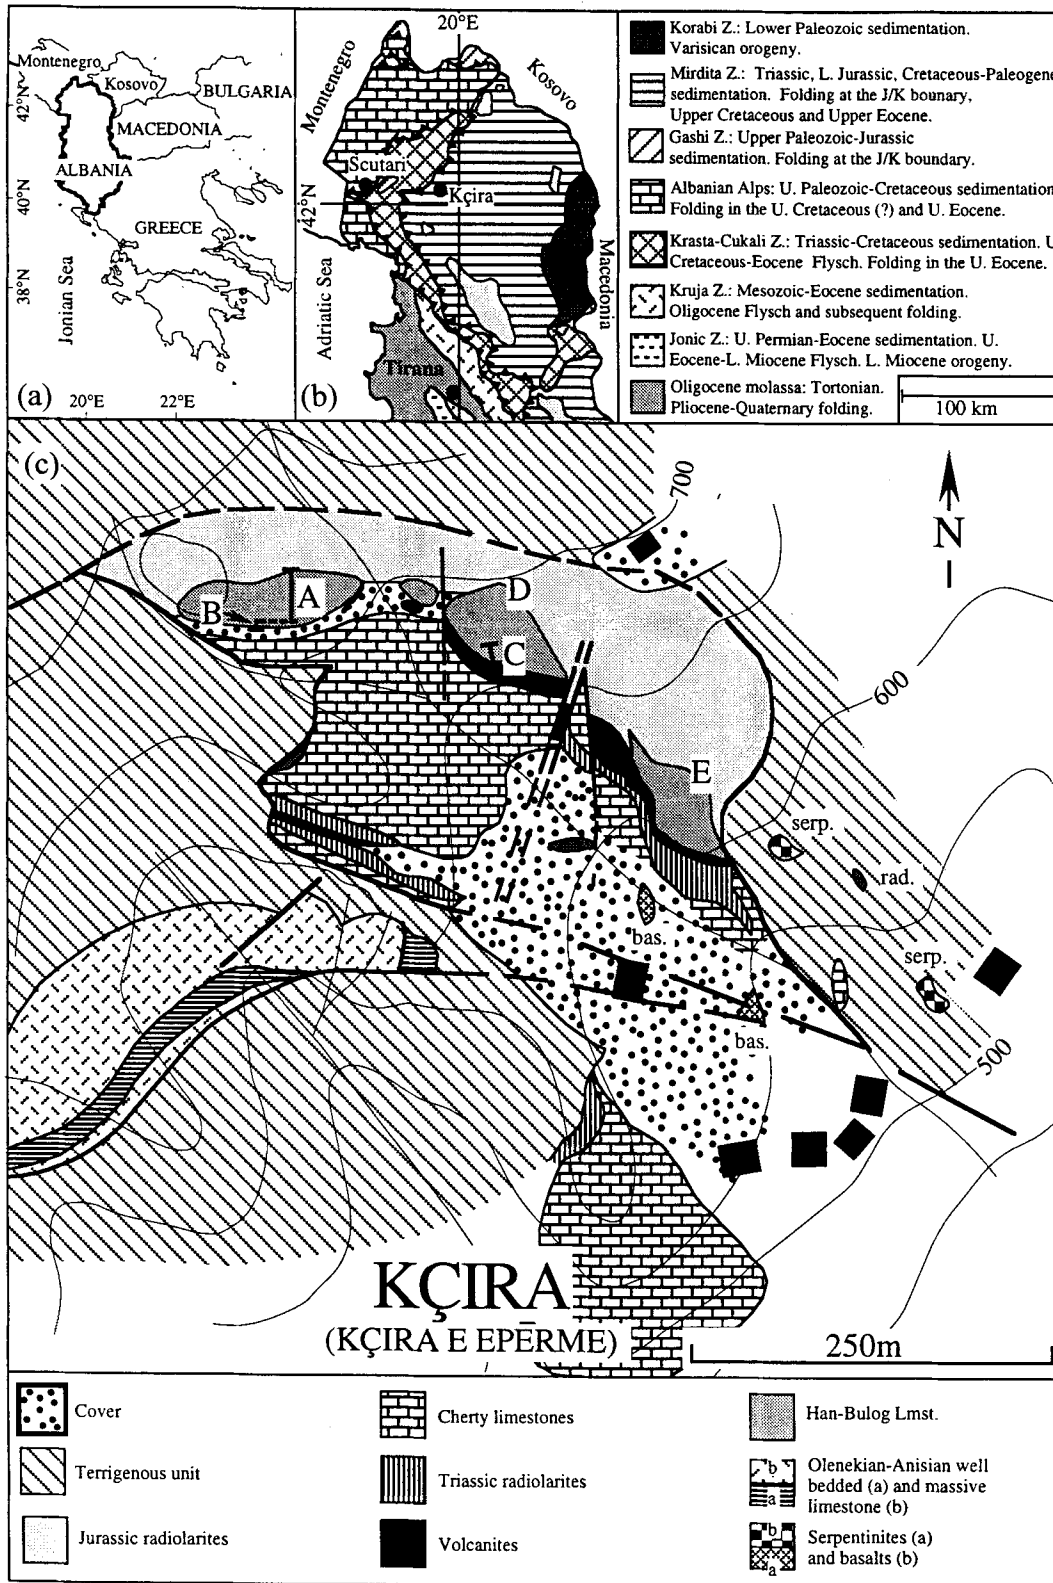 Montenegro
Kosovo
BULGARIA
MACEDONIA
ALBANIA
GREECE
Jonian Sea
42°N
40°N
38°N
(a)
20°E
22°E
20°E
Montenegro
Kosovo
Scutari
Kçira
42°N
Adriatic Sea
Macedonia
Tirana
(b)
Korabi Z.: Lower Paleozoic sedimentation.
Varisican orogeny.
Mirdita Z.: Triassic, L. Jurassic, Cretaceous-Paleogene
sedimentation. Folding at the J/K bounary,
Upper Cretaceous and Upper Eocene.
Gashi Z.: Upper Paleozoic-Jurassic
sedimentation. Folding at the J/K boundary.
Albanian Alps: U. Paleozoic-Cretaceous sedimentation
Folding in the U. Cretaceous (?) and U. Eocene.
Krasta-Cukali Z.: Triassic-Cretaceous sedimentation. U
Cretaceous-Eocene Flysch. Folding in the U. Eocene.
Kruja Z.: Mesozoic-Eocene sedimentation.
Oligocene Flysch and subsequent folding.
Jonic Z.: U. Permian-Eocene sedimentation. U.
Eocene-L. Miocene Flysch. L. Miocene orogeny.
Oligocene molassa: Tortonian.
Pliocene-Quaternary folding.
100 km
(c)
700
N
A
B
D
C
600
E
serp.
rad.
bas.
serp.
bas.
500
KÇIRA
(KÇIRA E EPËRME)
250m
Cover
Terrigenous unit
Jurassic radiolarites
Cherty limestones
Triassic radiolarites
Volcanites
Han-Bulog Lmst.
b
a
Olenekian-Anisian well
bedded (a) and massive
limestone (b)
b
a
Serpentinites (a)
and basalts (b)